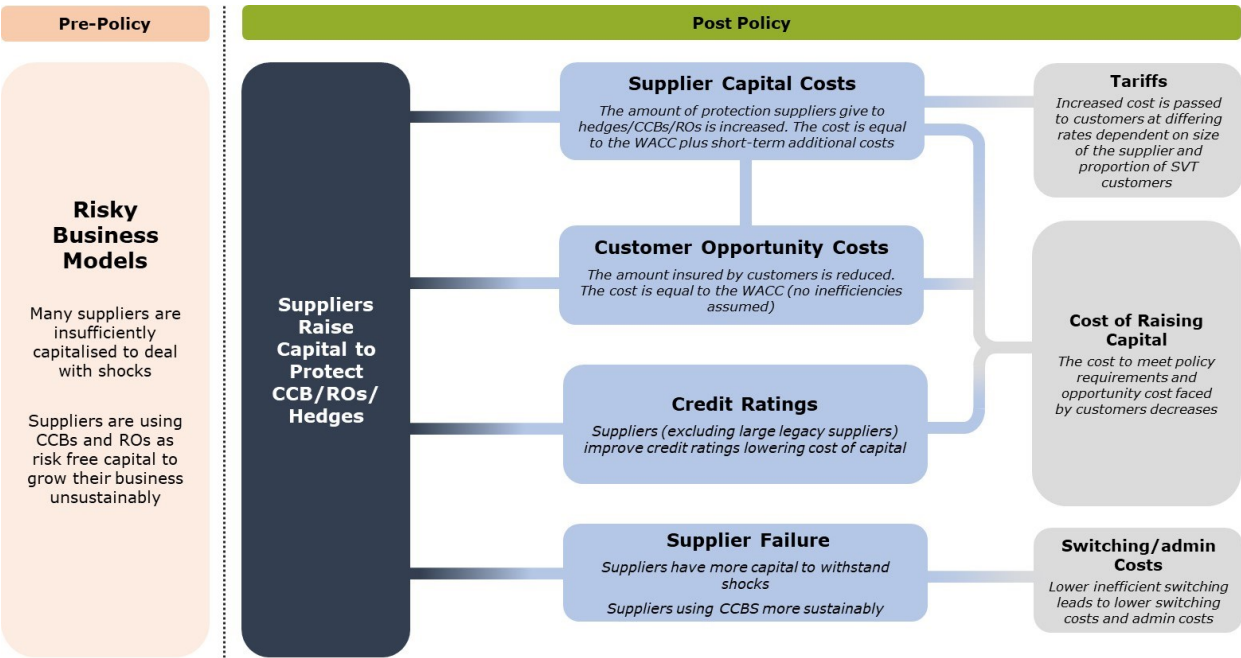 Pre-Policy
Post Policy
Risky
Business
Models
Many suppliers are
insufficiently
capitalised to deal
with shocks
Suppliers are using
CCBs and ROs as
risk free capital to
grow their business
unsustainably
Suppliers
Raise
Capital to
Protect
CCB/ROs/
Hedges
Supplier Capital Costs
The amount of protection suppliers give to
hedges/CCBs/ROs is increased. The cost is equal
to the WACC plus short-term additional costs
Customer Opportunity Costs
The amount insured by customers is reduced.
The cost is equal to the WACC (no inefficiencies
assumed)
Credit Ratings
Suppliers (excluding large legacy suppliers)
improve credit ratings lowering cost of capital
Supplier Failure
Suppliers have more capital to withstand
shocks
Suppliers using CCBS more sustainably
Tariffs
Increased cost is passed
to customers at differing
rates dependent on size
of the supplier and
proportion of SVT
customers
Cost of Raising
Capital
The cost to meet policy
requirements and
opportunity cost faced
by customers decreases
Switching/admin
Costs
Lower inefficient switching
leads to lower switching
costs and admin costs